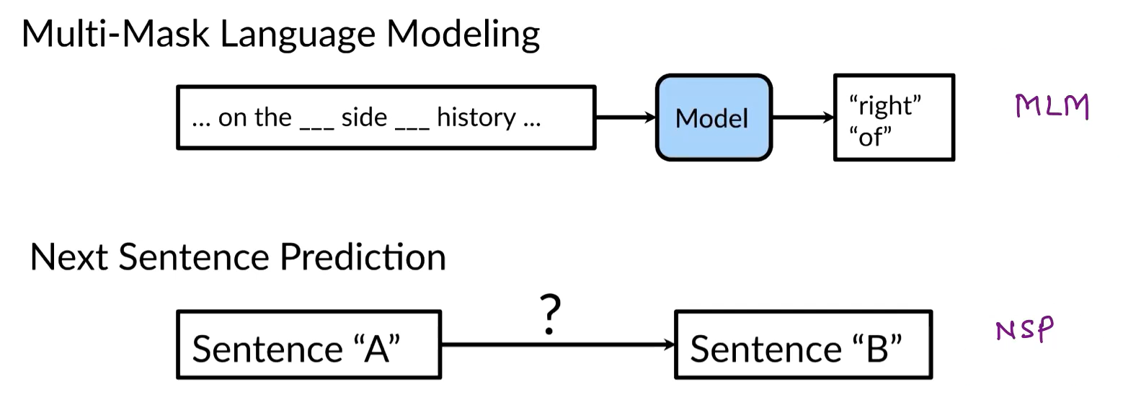 Multi-Mask Language Modeling
... on the ___ side ___ history ...
Model
“right”
“of”
MLM
Next Sentence Prediction
?
Sentence “A”
Sentence “B”
NSP